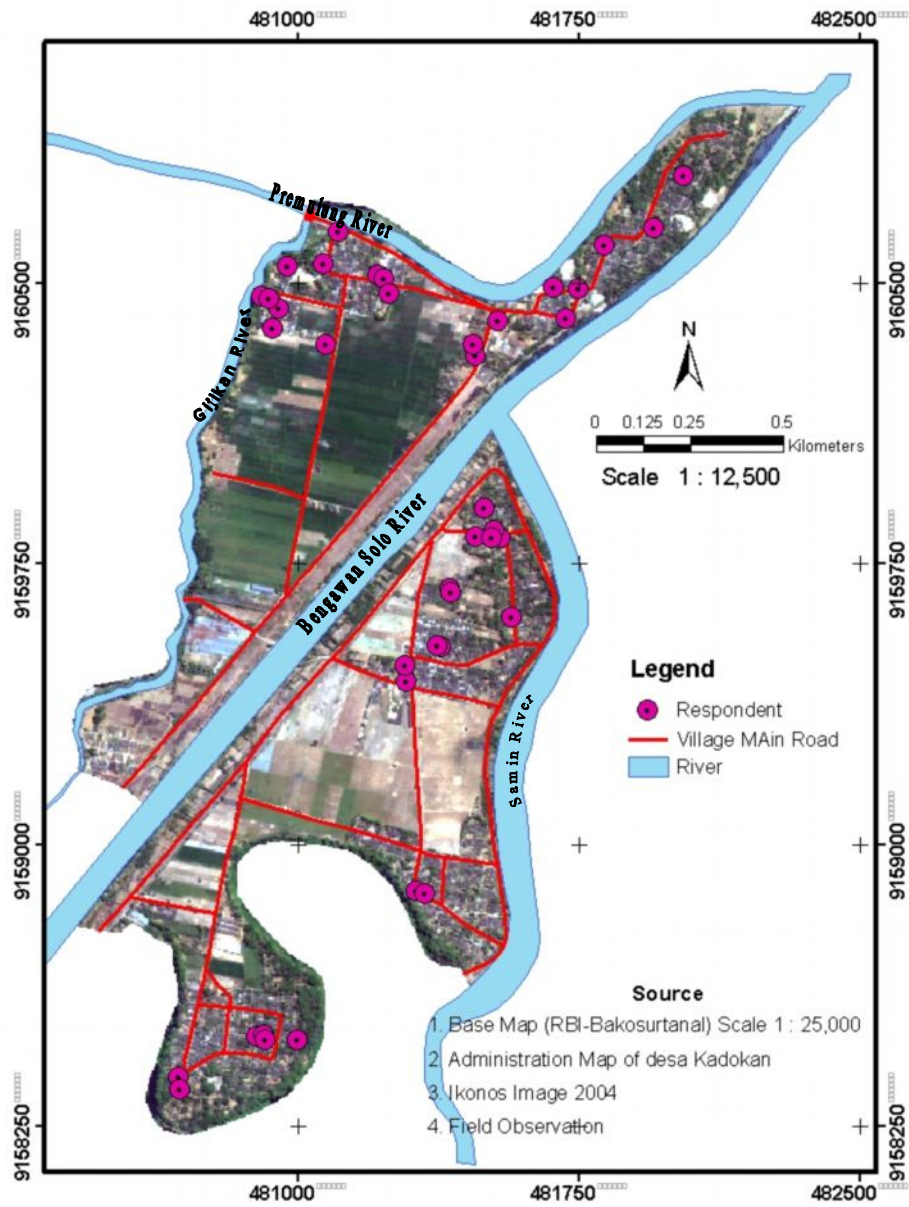 481000 481750 482500
Premulung River
9160500
9160500
Gijikan River
N
0 0.125 0.25 0.5
Kilometers
Scale 1 : 12,500
Bengawan Solo River
9159750
9159750
Legend
Respondent
Village MAin Road
River
Samin River
9159000
9159000
Source
1. Base Map (RBI-Bakosurtanal) Scale 1 : 25,000
2. Administration Map of desa Kadokan
3. Ikonos Image 2004
4. Field Observation
9158250
9158250
481000 481750 482500